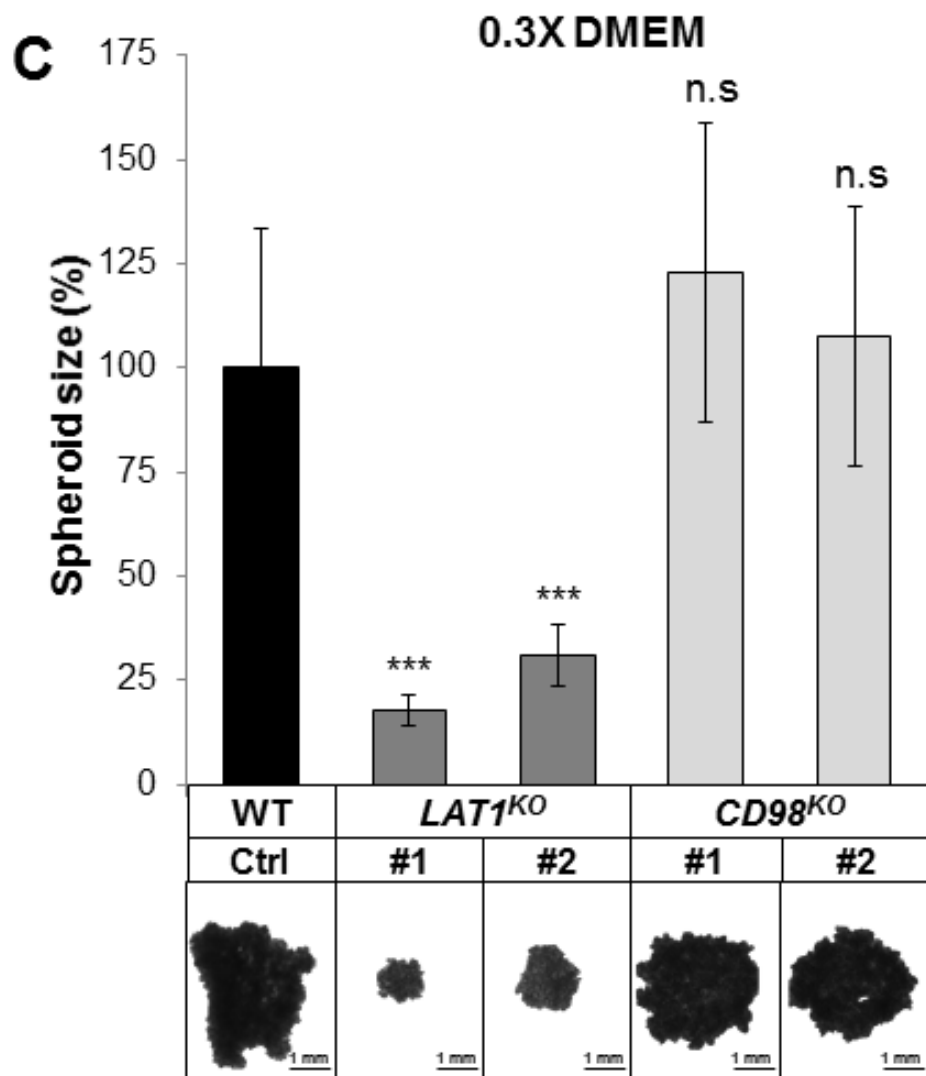 C
0.3X DMEM
Spheroid size (%)
175
150
125
100
75
50
25
0
***
***
n.s
n.s
WT LAT1KO CD98KO
Ctrl #1 #2 #1 #2
1 mm 1 mm 1 mm 1 mm 1 mm